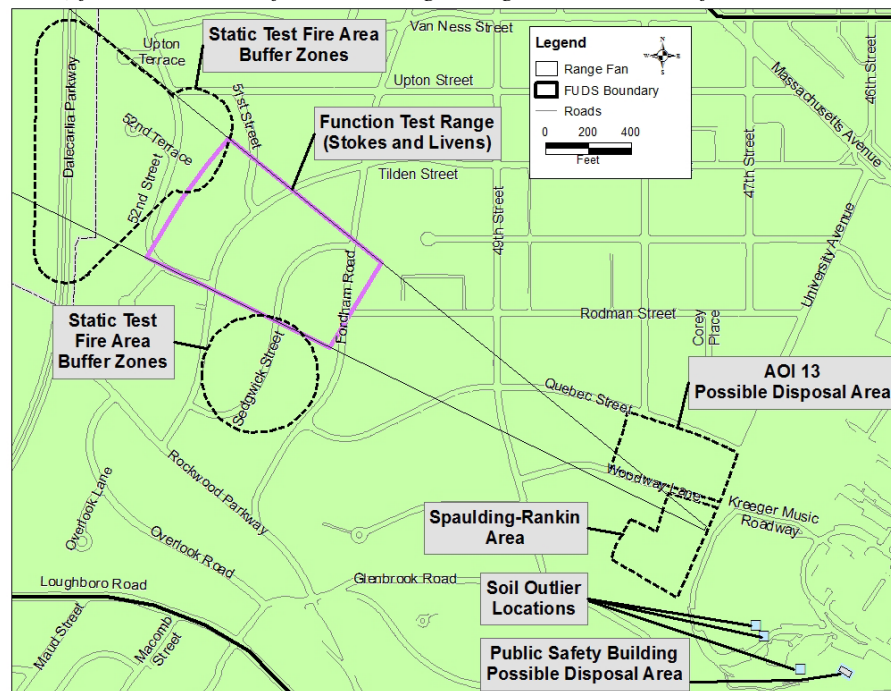 Van Ness Street
46th Street
Static Test Fire Area
Buffer Zones
Upton
Terrace
Legend
Range Fan
FUDS Boundary
Roads
0 200 400
Feet
Massachusetts Avenue
Dalecarlia Parkway
Upton Street
51st Street
Function Test Range
(Stokes and Livens)
52nd Terrace
52nd Street
Tilden Street
49th Street
47th Street
University Avenue
Fordham Road
Rodman Street
Corey
Place
Static Test
Fire Area
Buffer Zones
Sedgwick Street
Quebec Street
AOI 13
Possible Disposal Area
Rockwood Parkway
Woodway Lane
Kreeger Music
Roadway
Overlook Lane
Spaulding-Rankin
Area
Overlook Road
Loughboro Road
Glenbrook Road
Soil Outlier
Locations
Maud Street
Macomb
Street
Public Safety Building
Possible Disposal Area